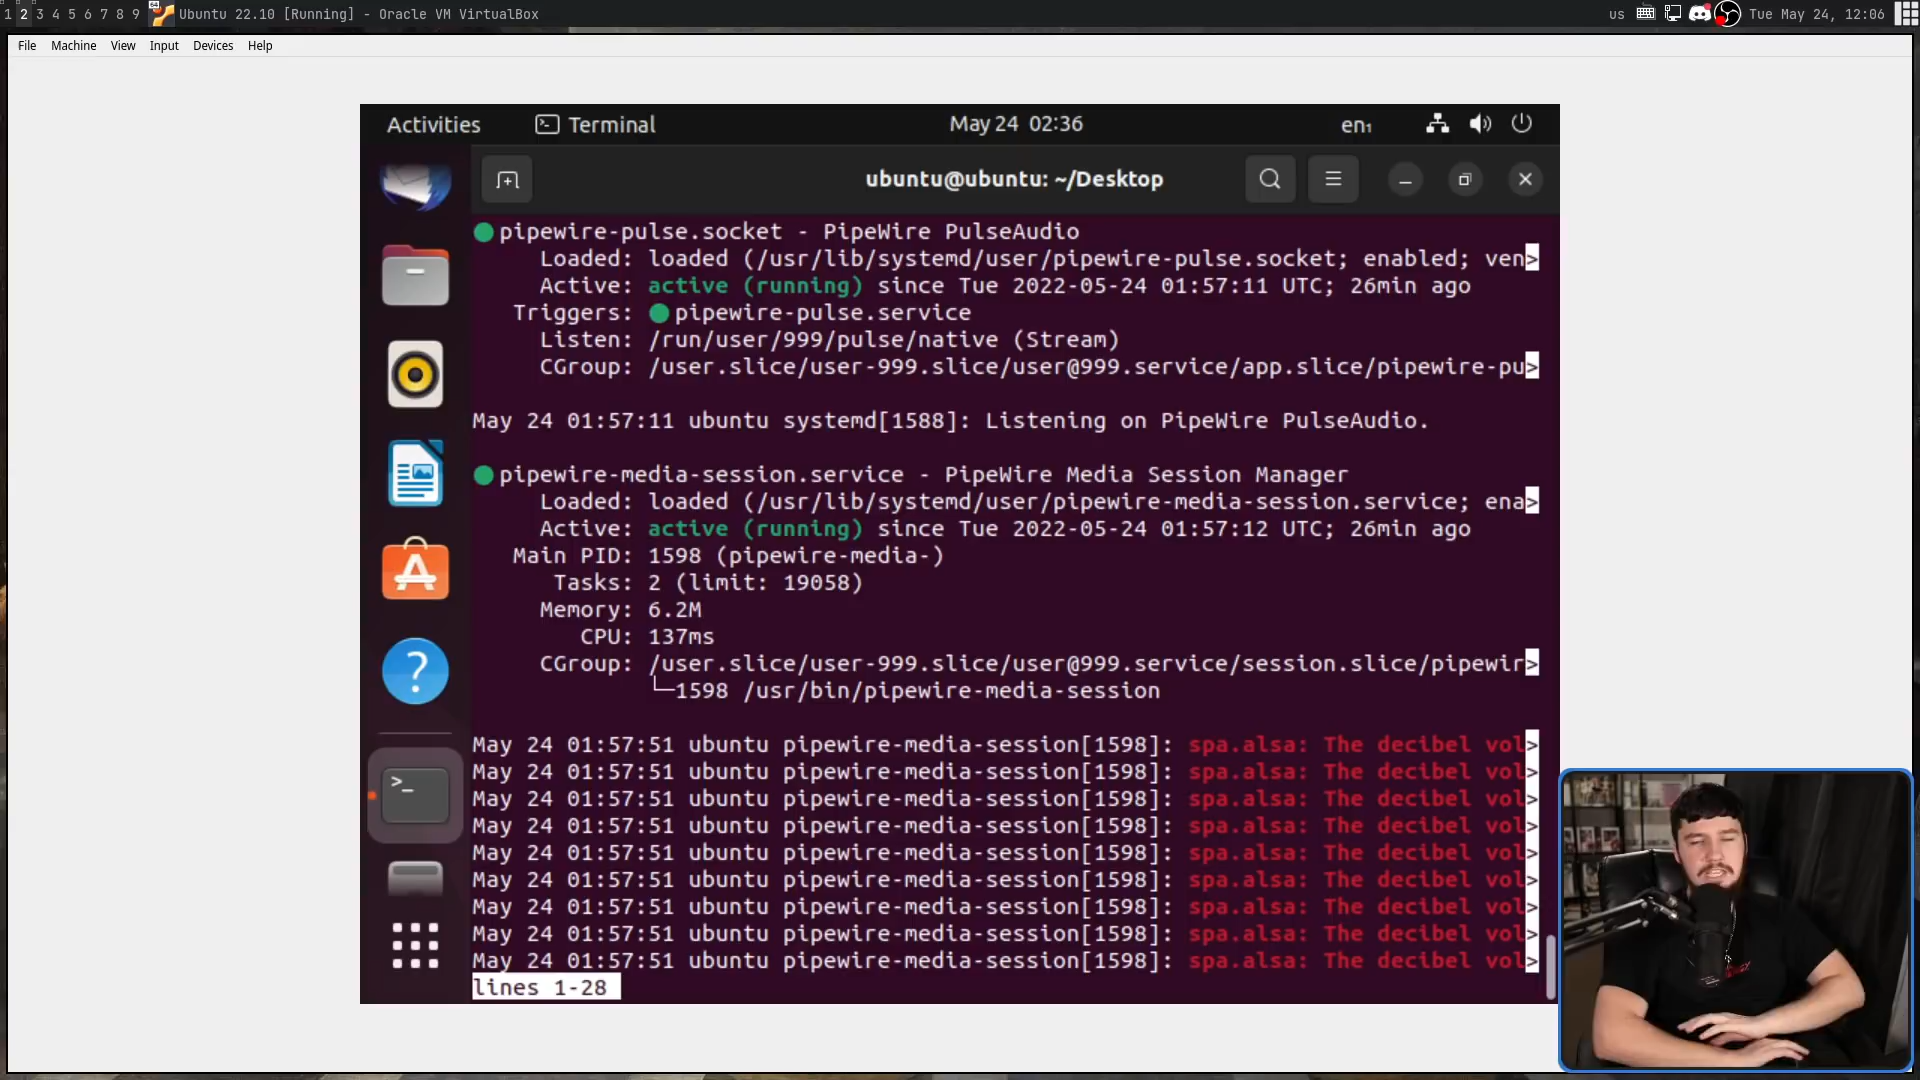 1 2 3 4 5 6 7 8 9 64 Ubuntu 22.10 [Running] - Oracle VM VirtualBox us Tue May 24, 12:06
File Machine View Input Devices Help
Activities Terminal May 24 02:36 en₁
ubuntu@ubuntu: ~/Desktop
pipewire-pulse.socket - PipeWire PulseAudio
Loaded: loaded (/usr/lib/systemd/user/pipewire-pulse.socket; enabled; ven>
Active: active (running) since Tue 2022-05-24 01:57:11 UTC; 26min ago
Triggers: ● pipewire-pulse.service
Listen: /run/user/999/pulse/native (Stream)
CGroup: /user.slice/user-999.slice/user@999.service/app.slice/pipewire-pu>
May 24 01:57:11 ubuntu systemd[1588]: Listening on PipeWire PulseAudio.
pipewire-media-session.service - PipeWire Media Session Manager
Loaded: loaded (/usr/lib/systemd/user/pipewire-media-session.service; ena>
Active: active (running) since Tue 2022-05-24 01:57:12 UTC; 26min ago
Main PID: 1598 (pipewire-media-)
Tasks: 2 (limit: 19058)
Memory: 6.2M
CPU: 137ms
CGroup: /user.slice/user-999.slice/user@999.service/session.slice/pipewir>
└─1598 /usr/bin/pipewire-media-session
May 24 01:57:51 ubuntu pipewire-media-session[1598]: spa.alsa: The decibel vol>
May 24 01:57:51 ubuntu pipewire-media-session[1598]: spa.alsa: The decibel vol>
May 24 01:57:51 ubuntu pipewire-media-session[1598]: spa.alsa: The decibel vol>
May 24 01:57:51 ubuntu pipewire-media-session[1598]: spa.alsa: The decibel vol>
May 24 01:57:51 ubuntu pipewire-media-session[1598]: spa.alsa: The decibel vol>
May 24 01:57:51 ubuntu pipewire-media-session[1598]: spa.alsa: The decibel vol>
May 24 01:57:51 ubuntu pipewire-media-session[1598]: spa.alsa: The decibel vol>
May 24 01:57:51 ubuntu pipewire-media-session[1598]: spa.alsa: The decibel vol>
May 24 01:57:51 ubuntu pipewire-media-session[1598]: spa.alsa: The decibel vol>
lines 1-28